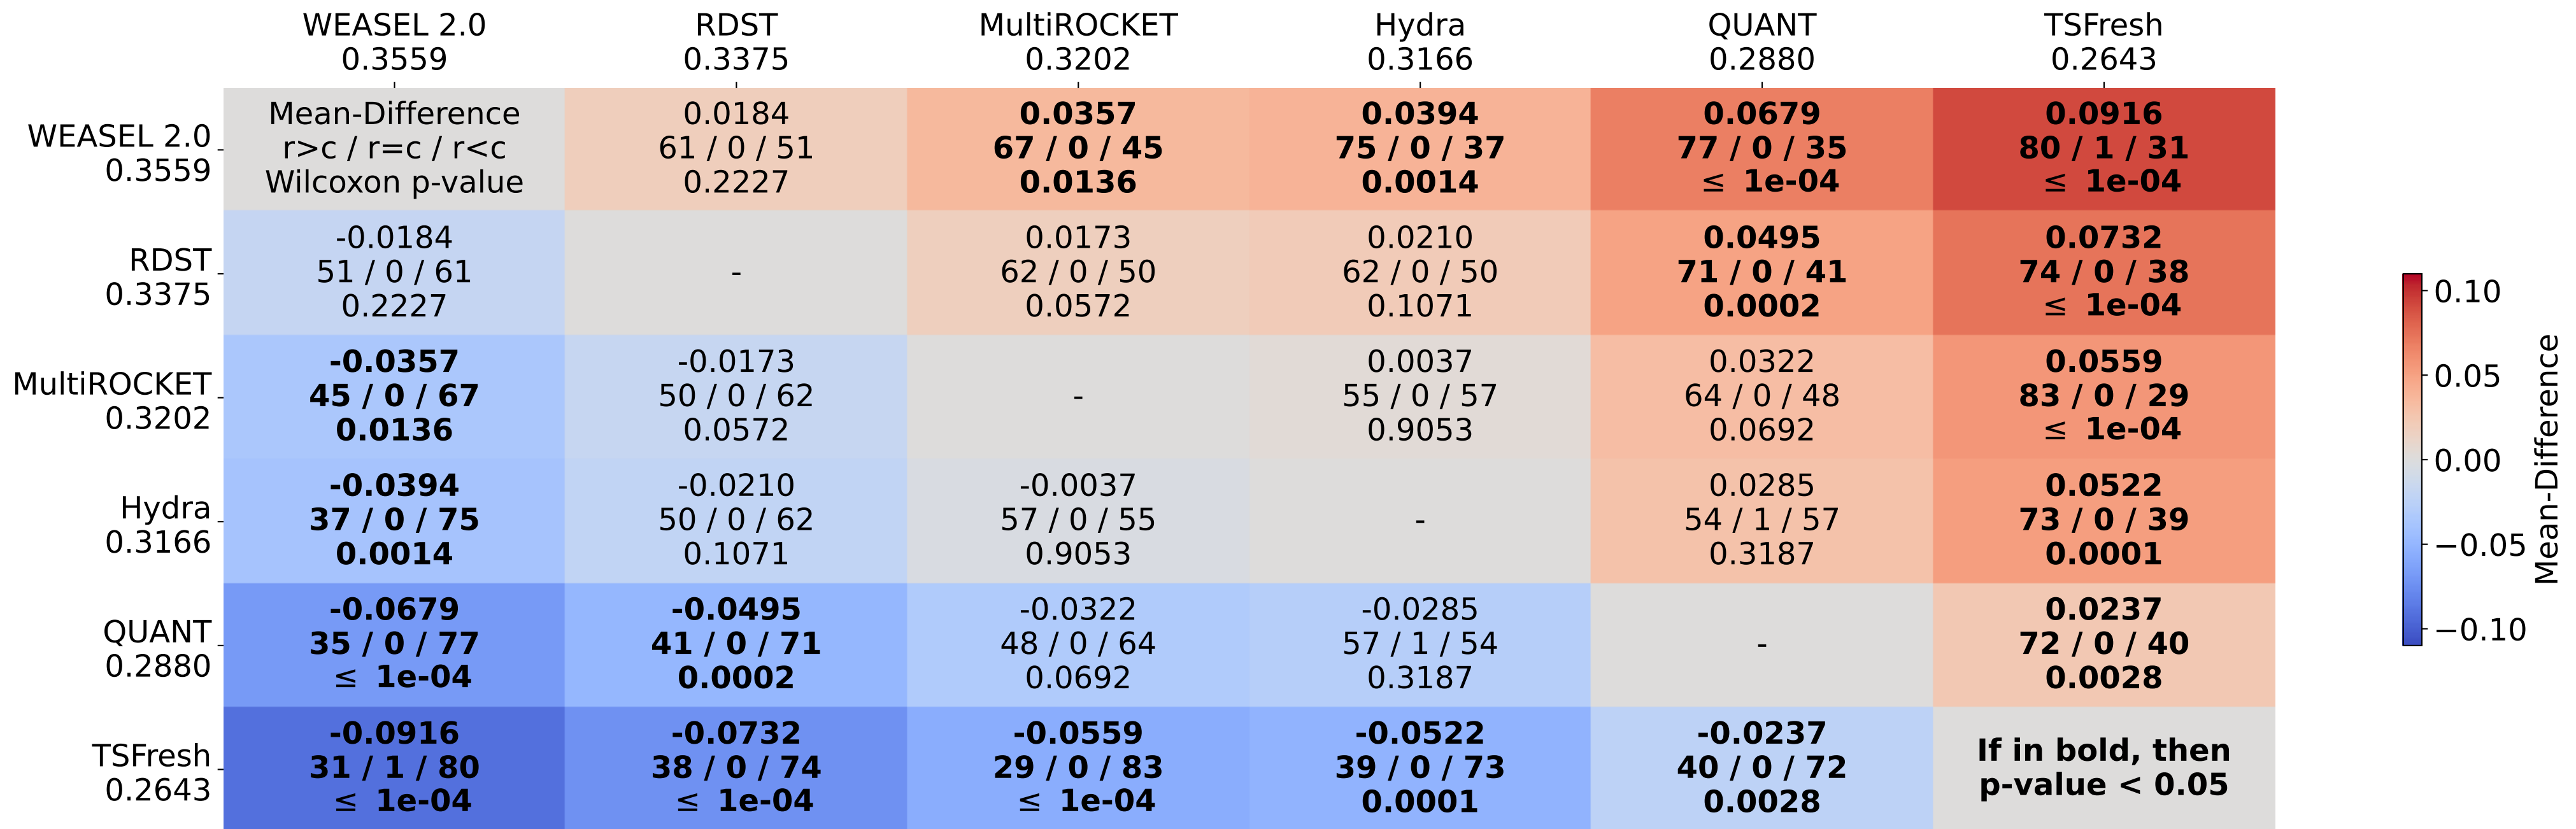 WEASEL 2.0 RDST MultiROCKET Hydra QUANT TSFresh
0.3559 0.3375 0.3202 0.3166 0.2880 0.2643
WEASEL 2.0
0.3559
Mean-Difference
r>c / r=c / r<c
Wilcoxon p-value
0.0184
61 / 0 / 51
0.2227
0.0357
67 / 0 / 45
0.0136
0.0394
75 / 0 / 37
0.0014
0.0679
77 / 0 / 35
≤ 1e-04
0.0916
80 / 1 / 31
≤ 1e-04
RDST
0.3375
-0.0184
51 / 0 / 61
0.2227
-
0.0173
62 / 0 / 50
0.0572
0.0210
62 / 0 / 50
0.1071
0.0495
71 / 0 / 41
0.0002
0.0732
74 / 0 / 38
≤ 1e-04
MultiROCKET
0.3202
-0.0357
45 / 0 / 67
0.0136
-0.0173
50 / 0 / 62
0.0572
-
0.0037
55 / 0 / 57
0.9053
0.0322
64 / 0 / 48
0.0692
0.0559
83 / 0 / 29
≤ 1e-04
Hydra
0.3166
-0.0394
37 / 0 / 75
0.0014
-0.0210
50 / 0 / 62
0.1071
-0.0037
57 / 0 / 55
0.9053
-
0.0285
54 / 1 / 57
0.3187
0.0522
73 / 0 / 39
0.0001
QUANT
0.2880
-0.0679
35 / 0 / 77
≤ 1e-04
-0.0495
41 / 0 / 71
0.0002
-0.0322
48 / 0 / 64
0.0692
-0.0285
57 / 1 / 54
0.3187
-
0.0237
72 / 0 / 40
0.0028
TSFresh
0.2643
-0.0916
31 / 1 / 80
≤ 1e-04
-0.0732
38 / 0 / 74
≤ 1e-04
-0.0559
29 / 0 / 83
≤ 1e-04
-0.0522
39 / 0 / 73
0.0001
-0.0237
40 / 0 / 72
0.0028
If in bold, then
p-value < 0.05
0.10
0.05
0.00
−0.05
−0.10
Mean-Difference